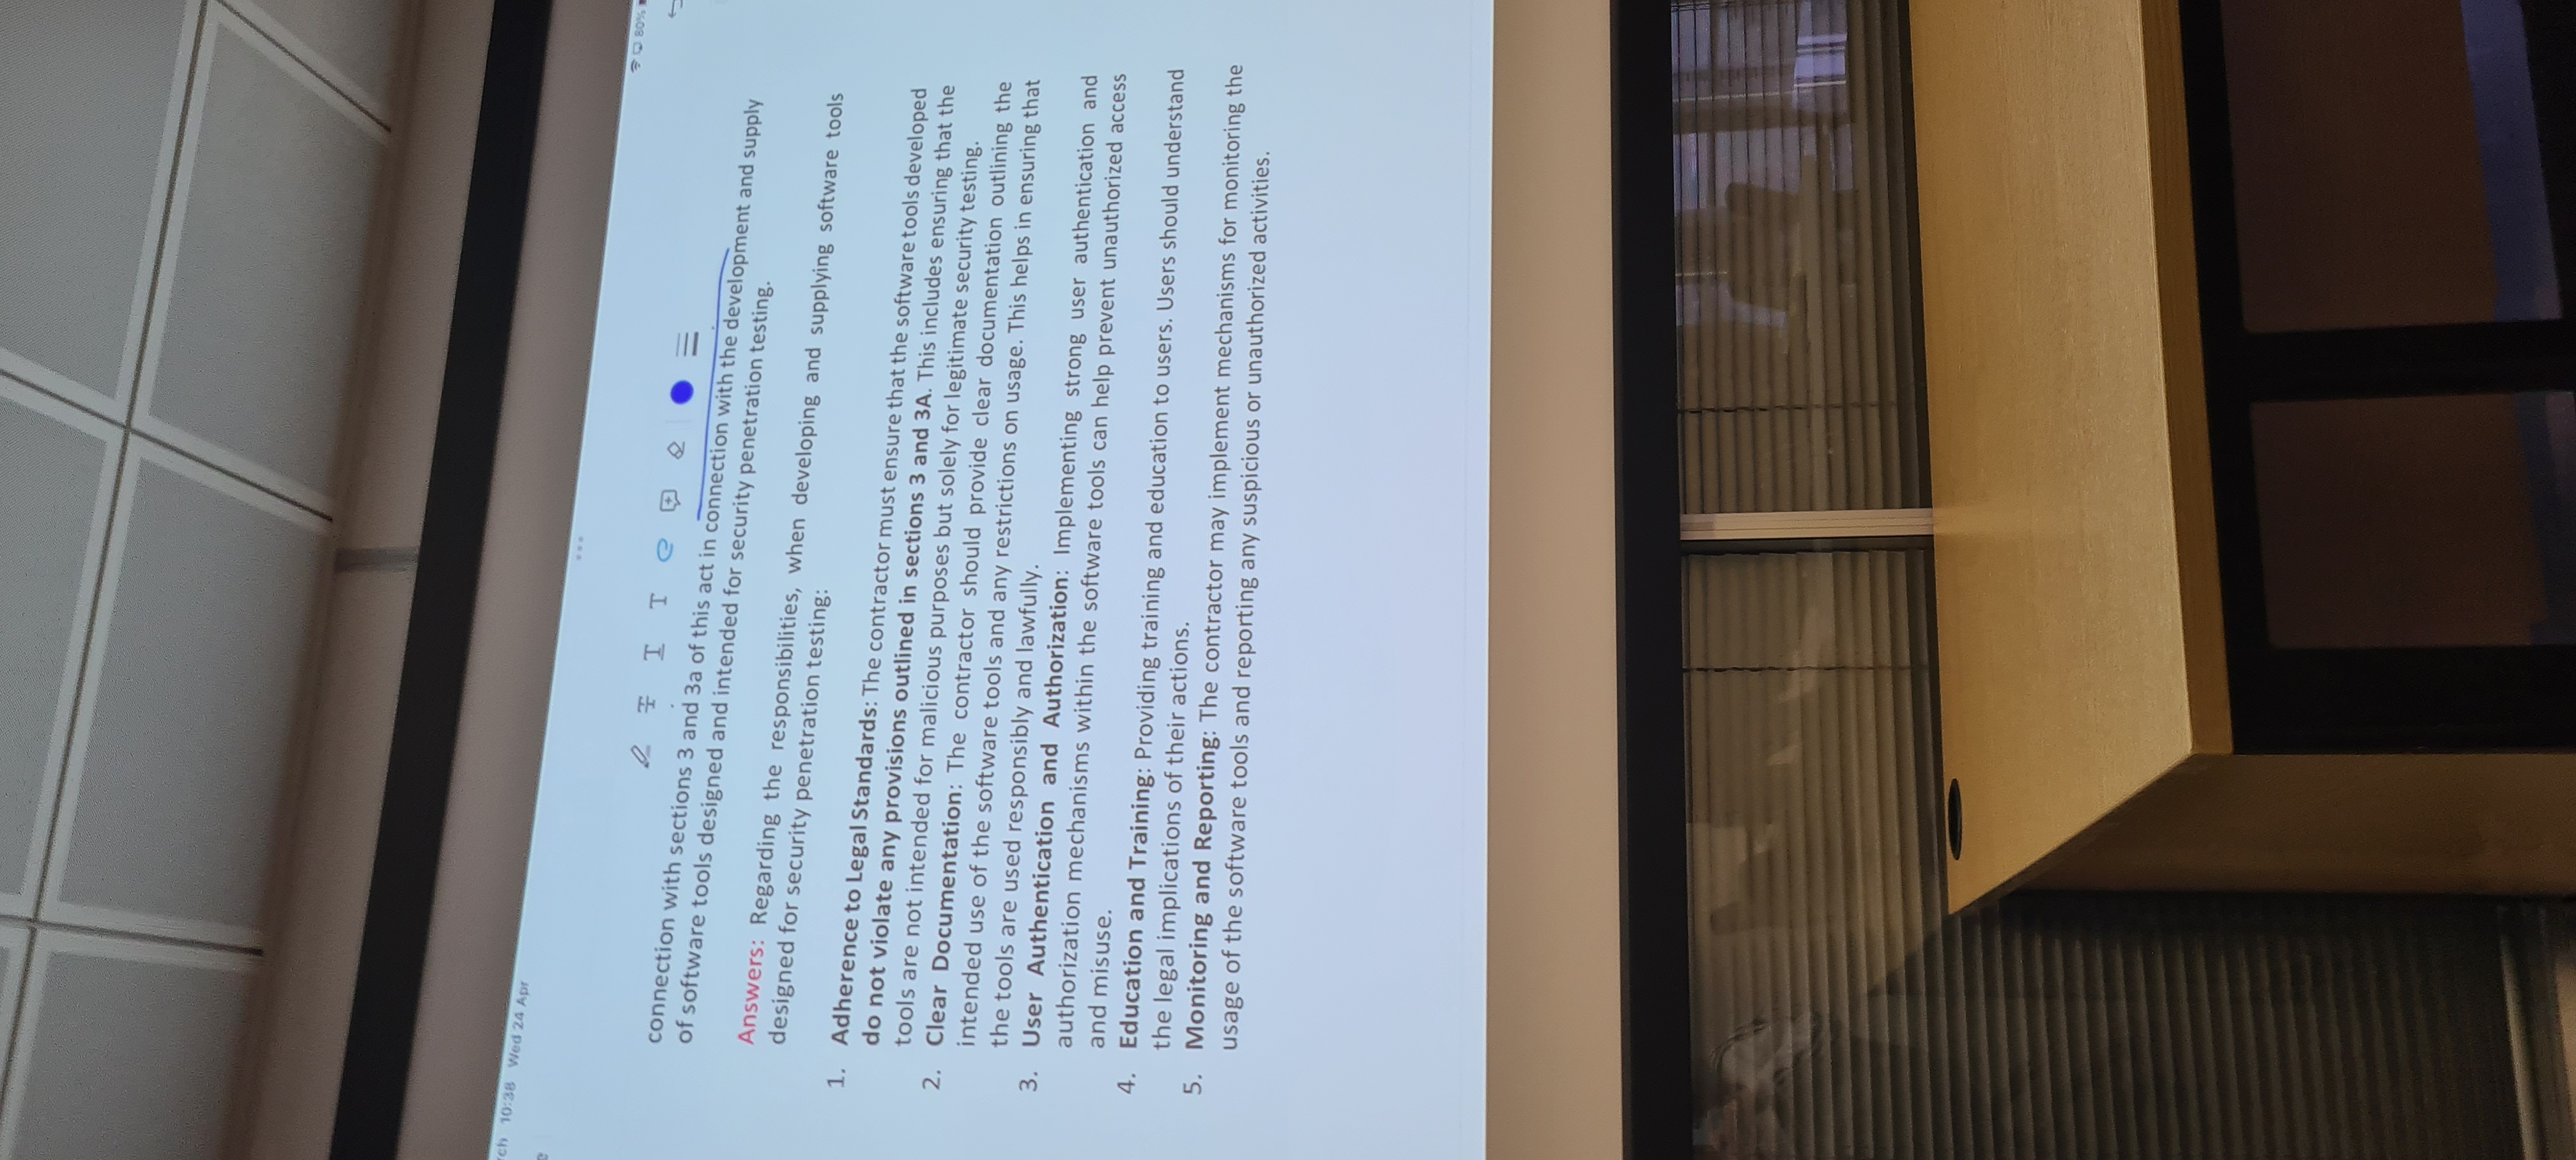 10:38 Wed 24 Apr
80%
connection with sections 3 and 3a of this act in connection with the development and supply
of software tools designed and intended for security penetration testing.
Answers: Regarding the responsibilities, when developing and supplying software tools
designed for security penetration testing:
1. Adherence to Legal Standards: The contractor must ensure that the software tools developed
do not violate any provisions outlined in sections 3 and 3A. This includes ensuring that the
tools are not intended for malicious purposes but solely for legitimate security testing.
2. Clear Documentation: The contractor should provide clear documentation outlining the
intended use of the software tools and any restrictions on usage. This helps in ensuring that
the tools are used responsibly and lawfully.
3. User Authentication and Authorization: Implementing strong user authentication and
authorization mechanisms within the software tools can help prevent unauthorized access
and misuse.
4. Education and Training: Providing training and education to users. Users should understand
the legal implications of their actions.
5. Monitoring and Reporting: The contractor may implement mechanisms for monitoring the
usage of the software tools and reporting any suspicious or unauthorized activities.